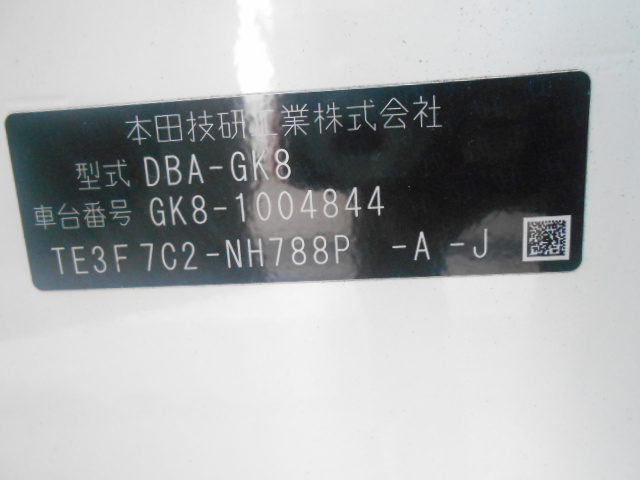 本田技研工業株式会社
型式 DBA-GK8
車台番号 GK8-1004844
TE3F7C2-NH788P -A-J